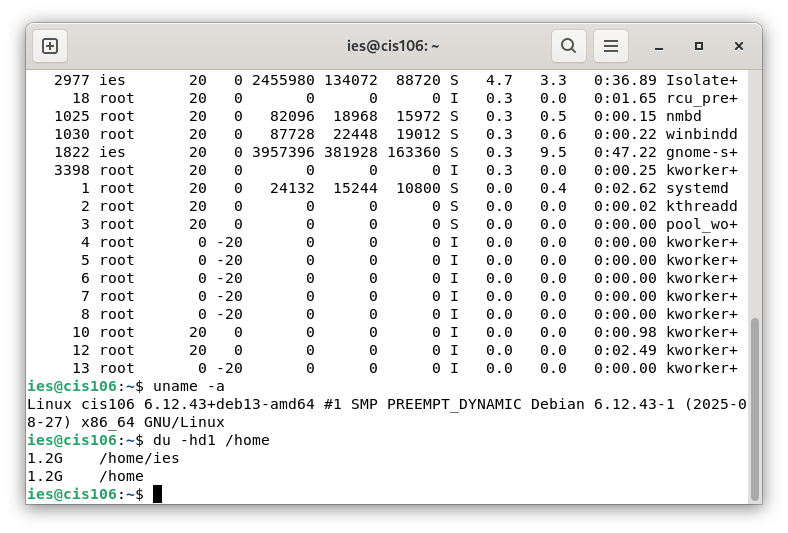 ies@cis106: ~
2977 ies 20 0 2455980 134072 88720 S 4.7 3.3 0:36.89 Isolate+
18 root 20 0 0 0 0 I 0.3 0.0 0:01.65 rcu_pre+
1025 root 20 0 82096 18968 15972 S 0.3 0.5 0:00.15 nmbd
1030 root 20 0 87728 22448 19012 S 0.3 0.6 0:00.22 winbindd
1822 ies 20 0 3957396 381928 163360 S 0.3 9.5 0:47.22 gnome-s+
3398 root 20 0 0 0 0 I 0.3 0.0 0:00.25 kworker+
1 root 20 0 24132 15244 10800 S 0.0 0.4 0:02.62 systemd
2 root 20 0 0 0 0 S 0.0 0.0 0:00.02 kthreadd
3 root 20 0 0 0 0 S 0.0 0.0 0:00.00 pool_wo+
4 root 0 -20 0 0 0 I 0.0 0.0 0:00.00 kworker+
5 root 0 -20 0 0 0 I 0.0 0.0 0:00.00 kworker+
6 root 0 -20 0 0 0 I 0.0 0.0 0:00.00 kworker+
7 root 0 -20 0 0 0 I 0.0 0.0 0:00.00 kworker+
8 root 0 -20 0 0 0 I 0.0 0.0 0:00.00 kworker+
10 root 20 0 0 0 0 I 0.0 0.0 0:00.98 kworker+
12 root 20 0 0 0 0 I 0.0 0.0 0:02.49 kworker+
13 root 0 -20 0 0 0 I 0.0 0.0 0:00.00 kworker+
ies@cis106:~$ uname -a
Linux cis106 6.12.43+deb13-amd64 #1 SMP PREEMPT_DYNAMIC Debian 6.12.43-1 (2025-0
8-27) x86_64 GNU/Linux
ies@cis106:~$ du -hd1 /home
1.2G /home/ies
1.2G /home
ies@cis106:~$